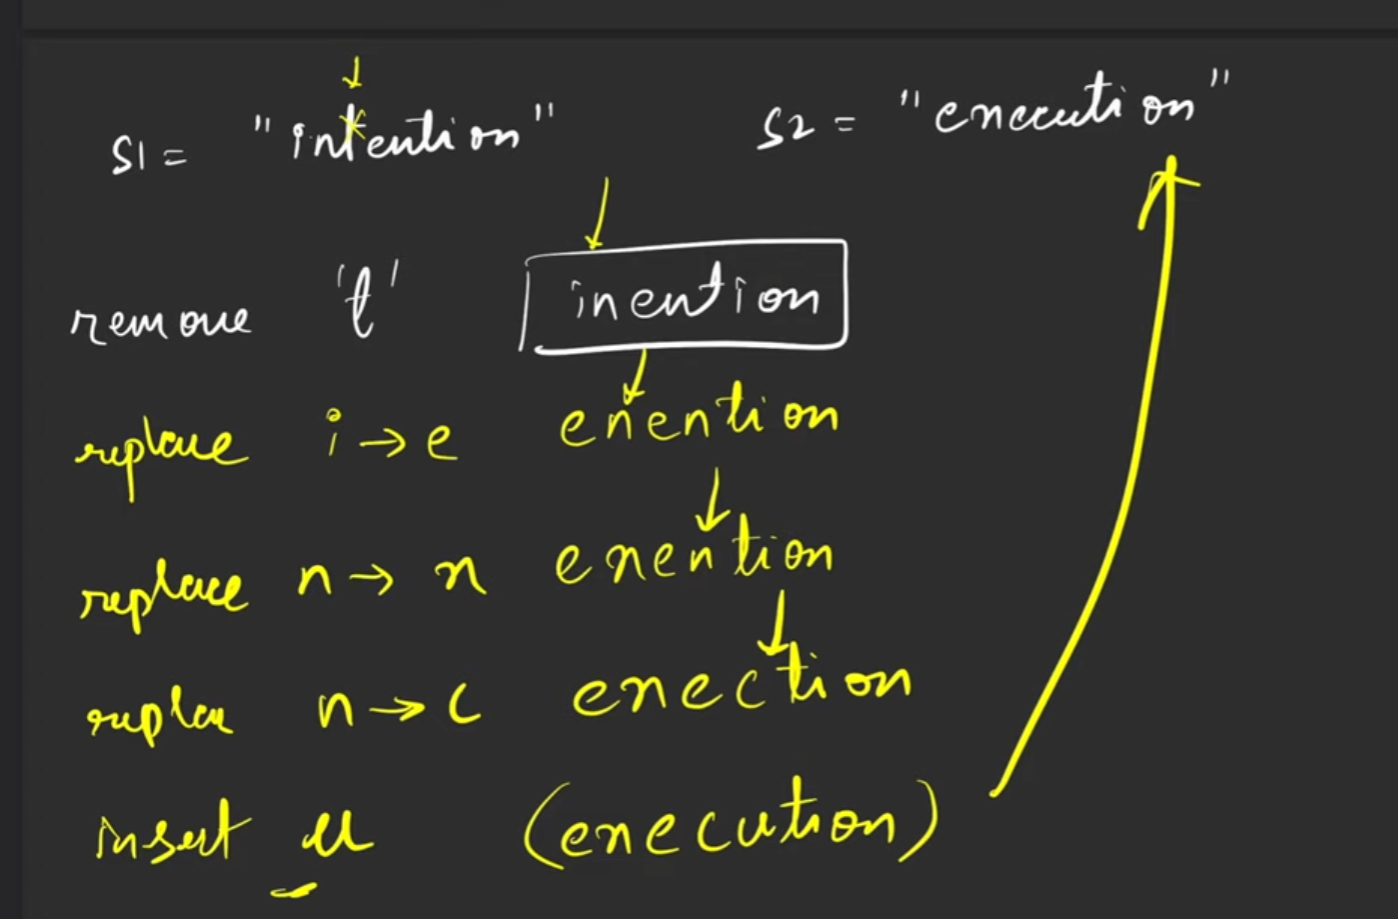 S1 = "intention" S2 = "execution"
remove 't' inention
replace i → e enention
replace n → x exention
replace n → c exection
insert u (execution)